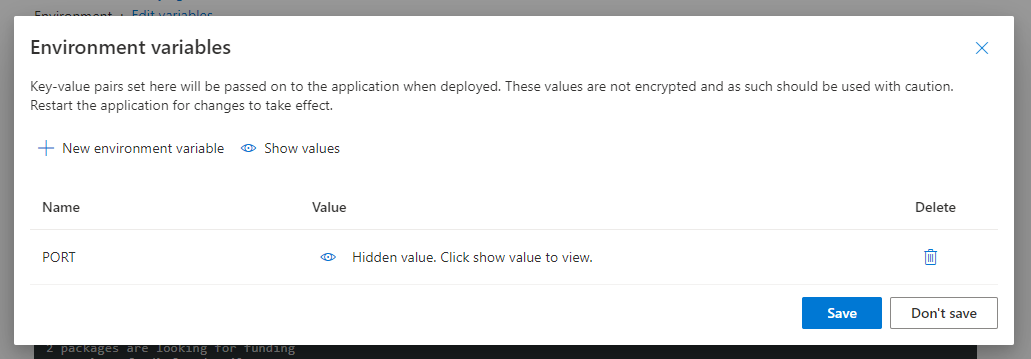 Environment : Edit variables
Environment variables
Key-value pairs set here will be passed on to the application when deployed. These values are not encrypted and as such should be used with caution.
Restart the application for changes to take effect.
New environment variable Show values
Name Value Delete
PORT Hidden value. Click show value to view.
Save Don't save
2 packages are looking for funding